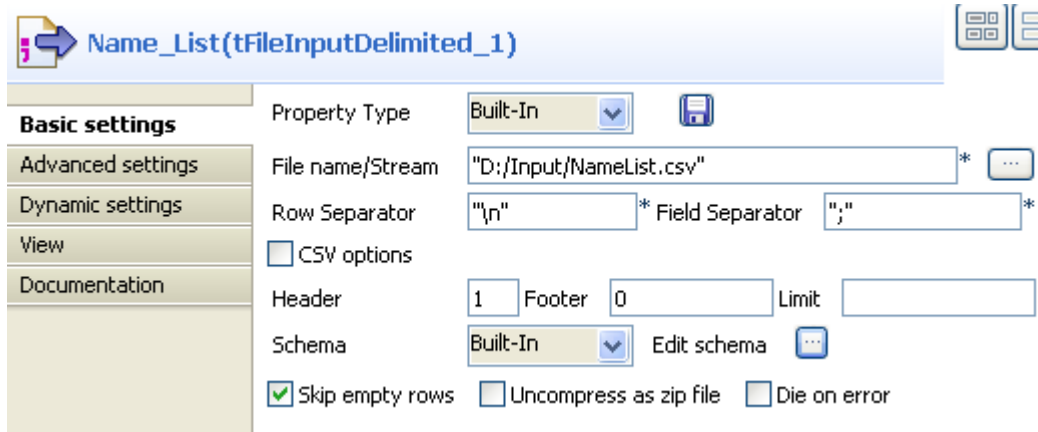 Name_List(tFileInputDelimited_1)
Basic settings
Advanced settings
Dynamic settings
View
Documentation
Property Type Built-In
File name/Stream "D:/Input/NameList.csv" * ...
Row Separator "\n" * Field Separator ";" *
CSV options
Header 1 Footer 0 Limit
Schema Built-In Edit schema ...
Skip empty rows Uncompress as zip file Die on error